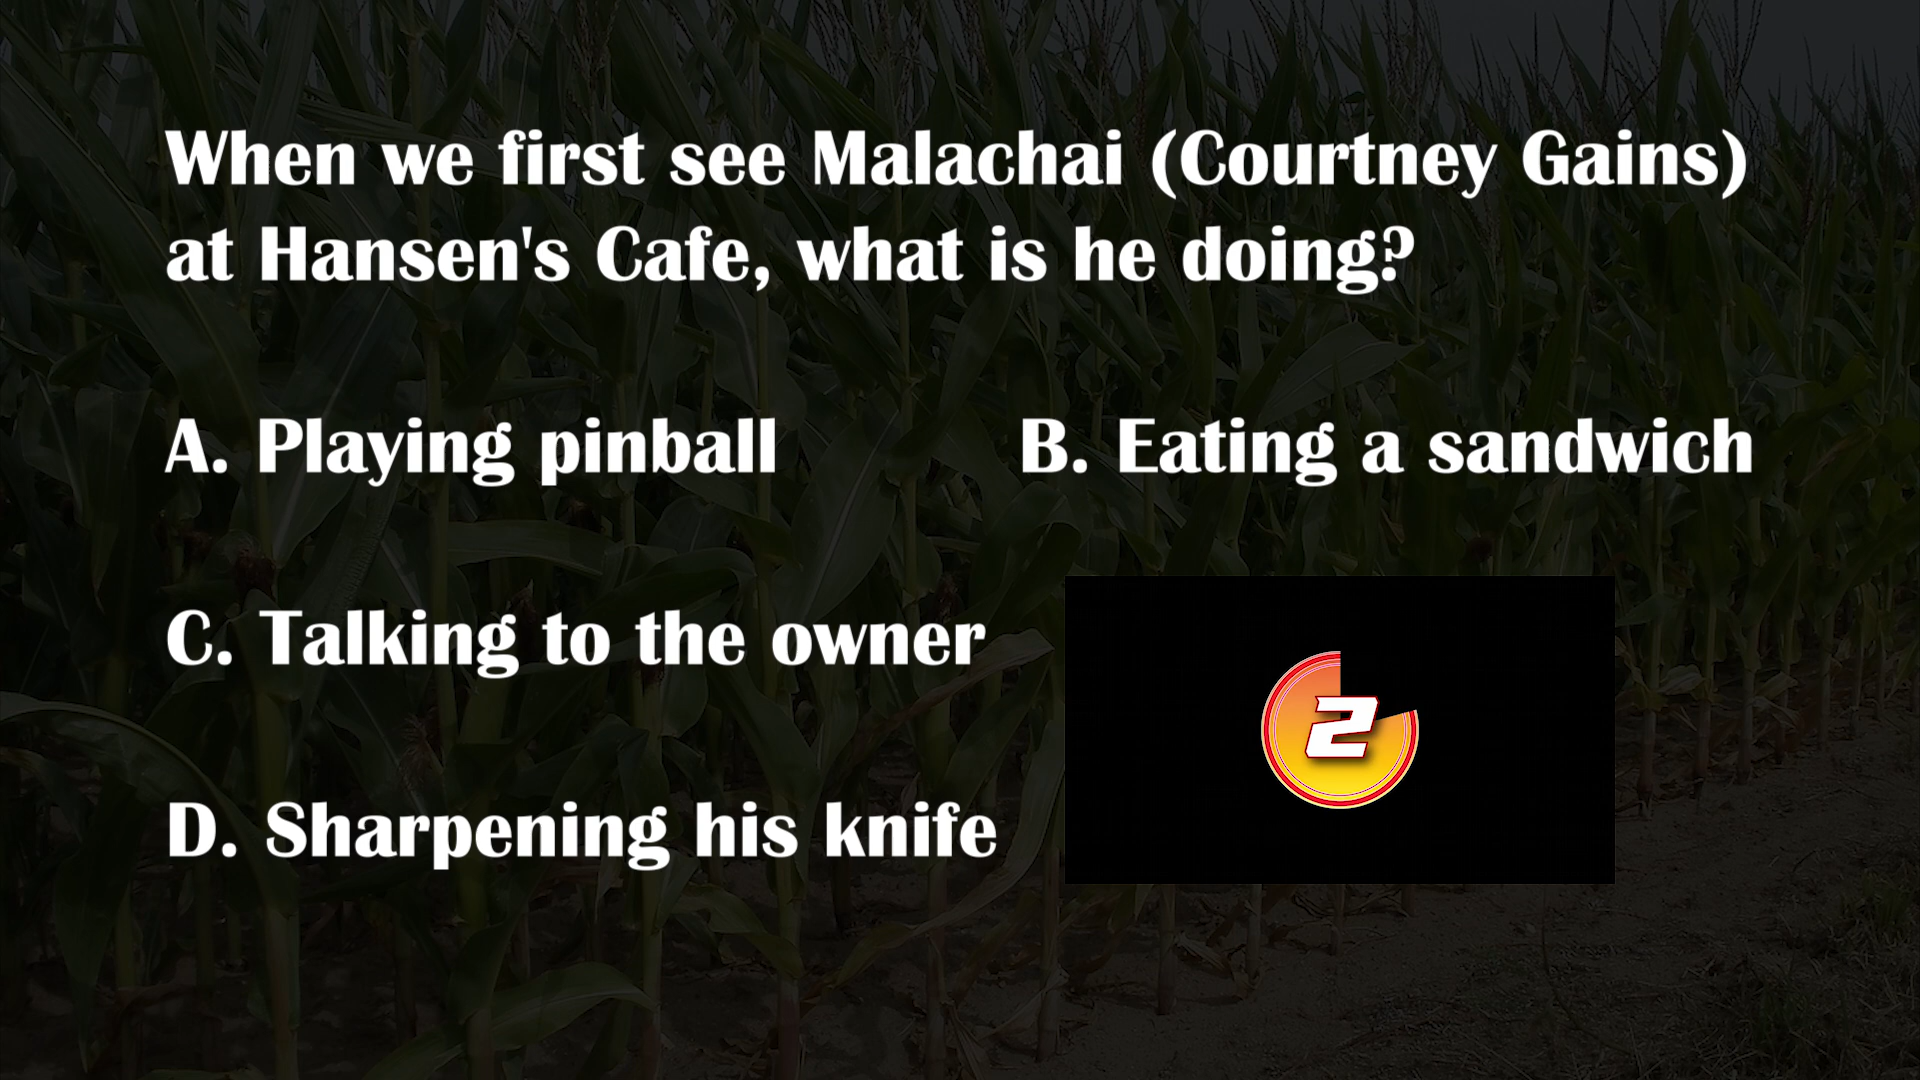 When we first see Malachai (Courtney Gains)
at Hansen's Cafe, what is he doing?
A. Playing pinball
B. Eating a sandwich
C. Talking to the owner
2
D. Sharpening his knife